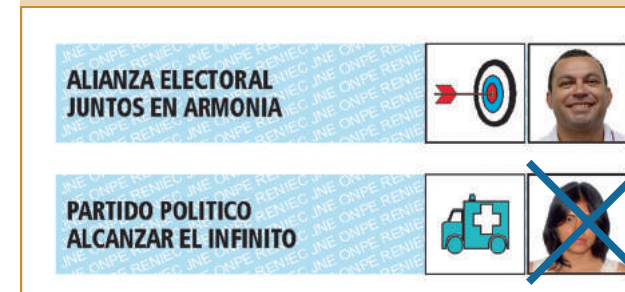 ALIANZA ELECTORAL
JUNTOS EN ARMONIA
PARTIDO POLITICO
ALCANZAR EL INFINITO